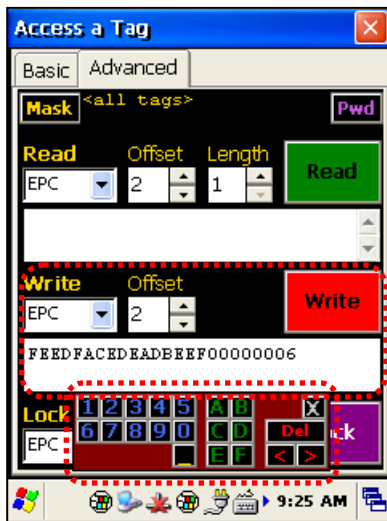 Access a Tag
Basic Advanced
Mask <all tags> Pwd
Read Offset Length Read
EPC 2 1
Write Offset Write
EPC 2
FEEDFACEDEADBEEF00000006
Lock 1 2 3 4 5 A B X
6 7 8 9 0 C D Del ck
EPC _ E F < >
9:25 AM